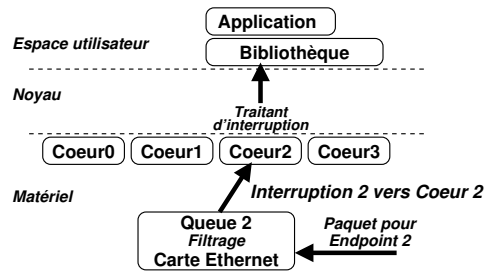 Application
Espace utilisateur
Bibliothèque
Noyau
Traitant
d'interruption
Coeur0 Coeur1 Coeur2 Coeur3
Matériel
Interruption 2 vers Coeur 2
Queue 2
Filtrage
Carte Ethernet
Paquet pour
Endpoint 2